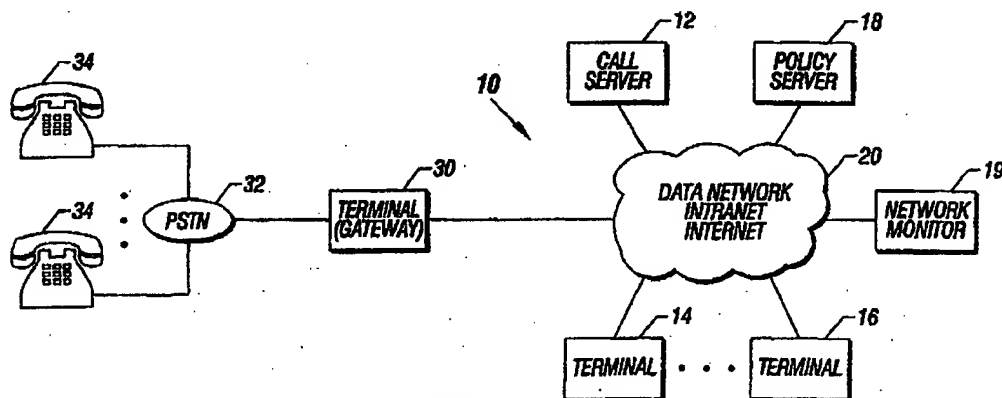 34
34
PSTN
32
TERMINAL
(GATEWAY)
30
10
CALL
SERVER
12
POLICY
SERVER
18
DATA NETWORK
INTRANET
INTERNET
20
NETWORK
MONITOR
19
TERMINAL
14
TERMINAL
16